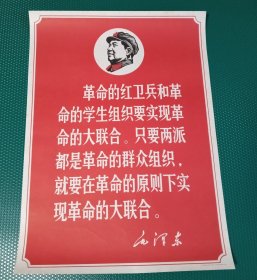 革命的红卫兵和革
命的学生组织要实现革
命的大联合。只要两派
都是革命的群众组织，
就要在革命的原则下实
现革命的大联合。
毛泽东